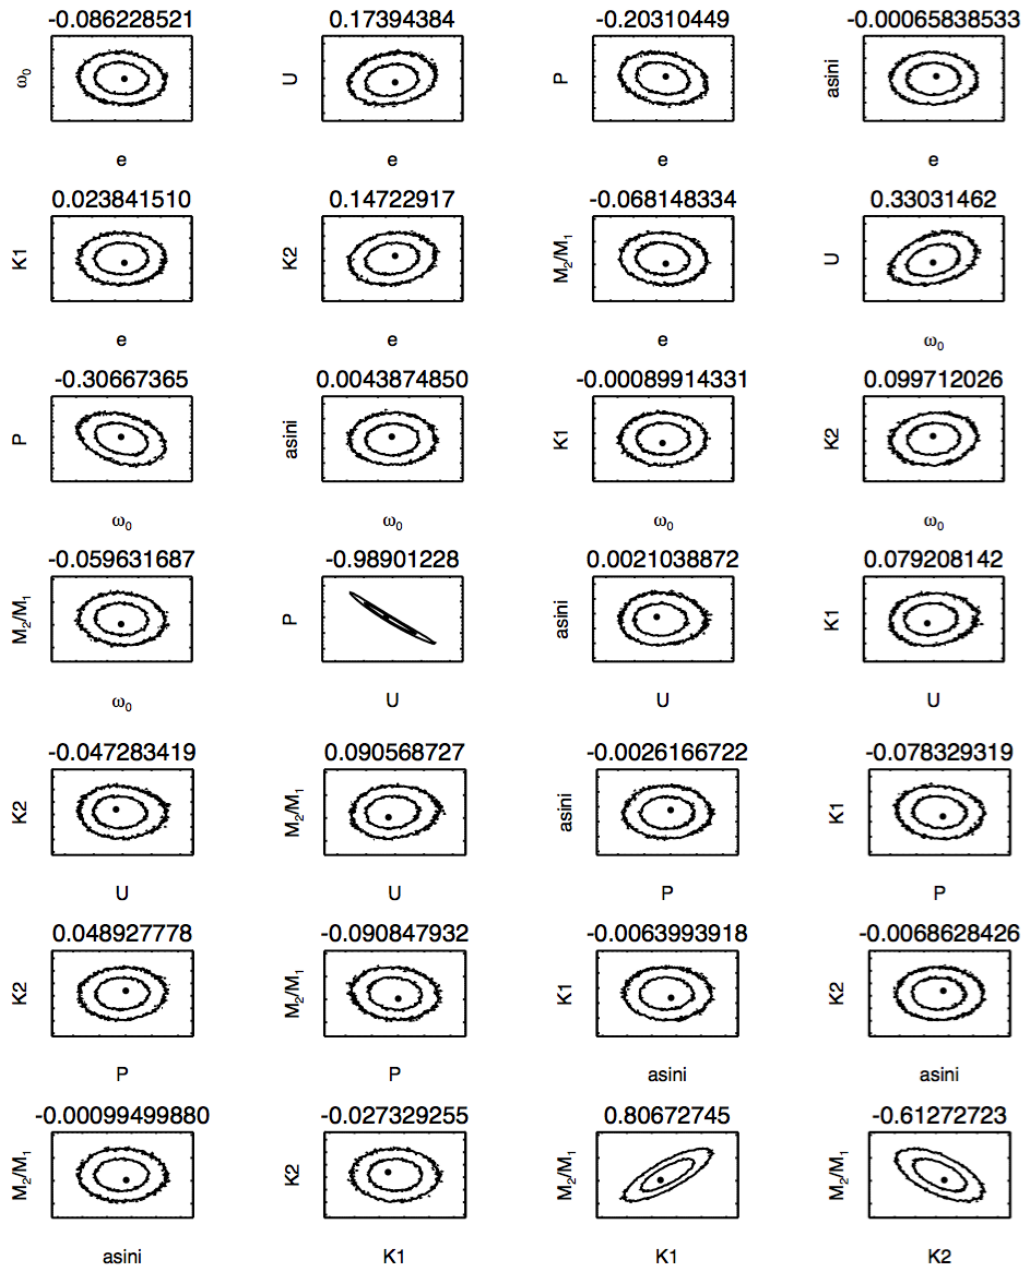 -0.086228521 0.17394384 -0.20310449 -0.00065838533
ω₀ U P asini
e e e e
0.023841510 0.14722917 -0.068148334 0.33031462
K1 K2 M₂/M₁ U
e e e ω₀
-0.30667365 0.0043874850 -0.00089914331 0.099712026
P asini K1 K2
ω₀ ω₀ ω₀ ω₀
-0.059631687 -0.98901228 0.0021038872 0.079208142
M₂/M₁ P asini K1
ω₀ U U U
-0.047283419 0.090568727 -0.0026166722 -0.078329319
K2 M₂/M₁ asini K1
U U P P
0.048927778 -0.090847932 -0.0063993918 -0.0068628426
K2 M₂/M₁ K1 K2
P P asini asini
-0.00099499880 -0.027329255 0.80672745 -0.61272723
M₂/M₁ K2 M₂/M₁ M₂/M₁
asini K1 K1 K2